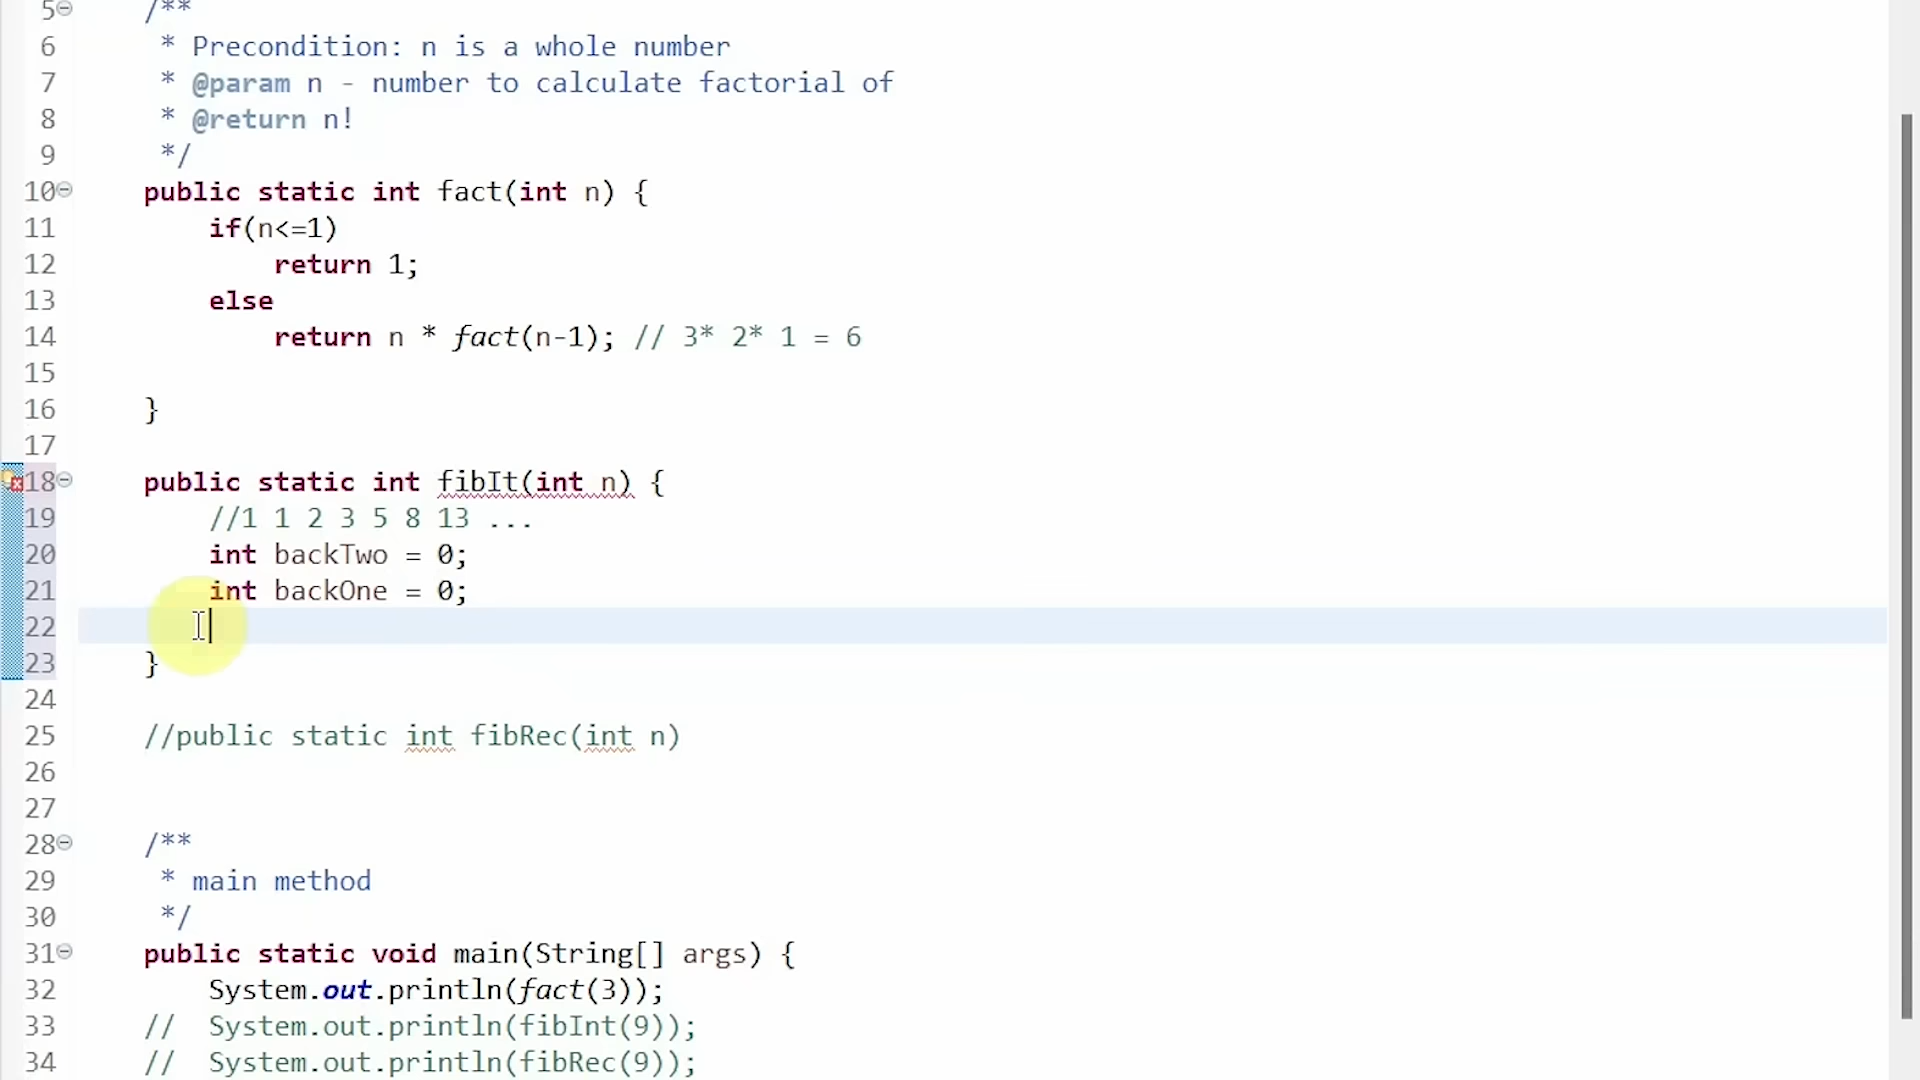 5 /**
6 * Precondition: n is a whole number
7 * @param n - number to calculate factorial of
8 * @return n!
9 */
10 public static int fact(int n) {
11 if(n<=1)
12 return 1;
13 else
14 return n * fact(n-1); // 3* 2* 1 = 6
15
16 }
17
18 public static int fibIt(int n) {
19 //1 1 2 3 5 8 13 ...
20 int backTwo = 0;
21 int backOne = 0;
22
23 }
24
25 //public static int fibRec(int n)
26
27
28 /**
29 * main method
30 */
31 public static void main(String[] args) {
32 System.out.println(fact(3));
33 // System.out.println(fibInt(9));
34 // System.out.println(fibRec(9));